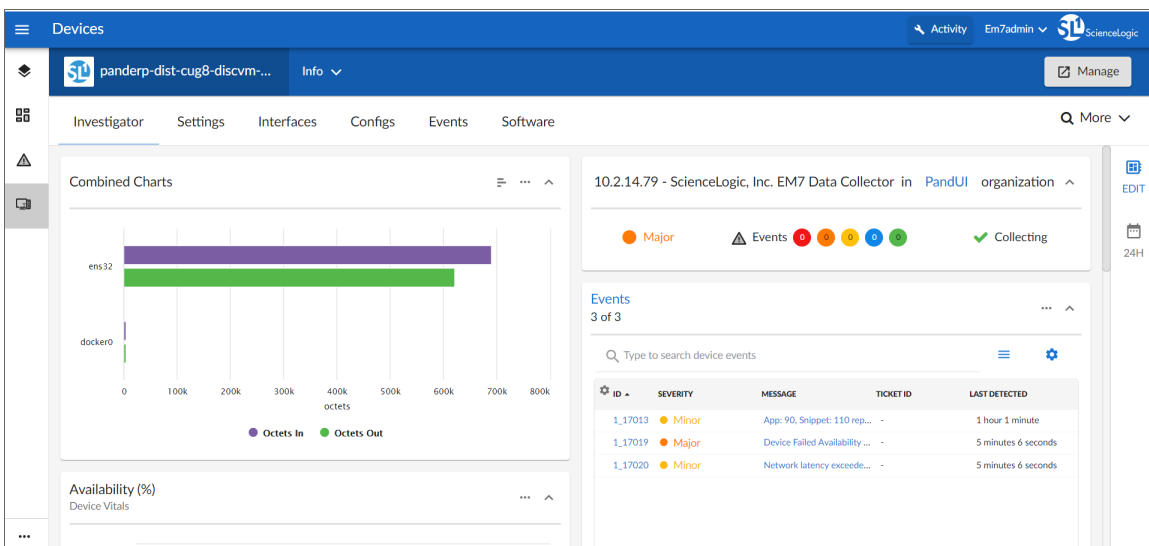 Devices
Activity
Em7admin
SL1 ScienceLogic
SL1 panderp-dist-cug8-discvm-...
Info
Manage
Investigator Settings Interfaces Configs Events Software
More
Combined Charts
ens32
docker0
0 100k 200k 300k 400k 500k 600k 700k 800k
octets
Octets In Octets Out
Availability (%)
Device Vitals
10.2.14.79 - ScienceLogic, Inc. EM7 Data Collector in PandUI organization
Major Events 0 0 0 0 0 Collecting
Events
3 of 3
Type to search device events
ID SEVERITY MESSAGE TICKET ID LAST DETECTED
1_17013 Minor App: 90, Snippet: 110 rep... - 1 hour 1 minute
1_17019 Major Device Failed Availability ... - 5 minutes 6 seconds
1_17020 Minor Network latency exceede... - 5 minutes 6 seconds
EDIT
24H